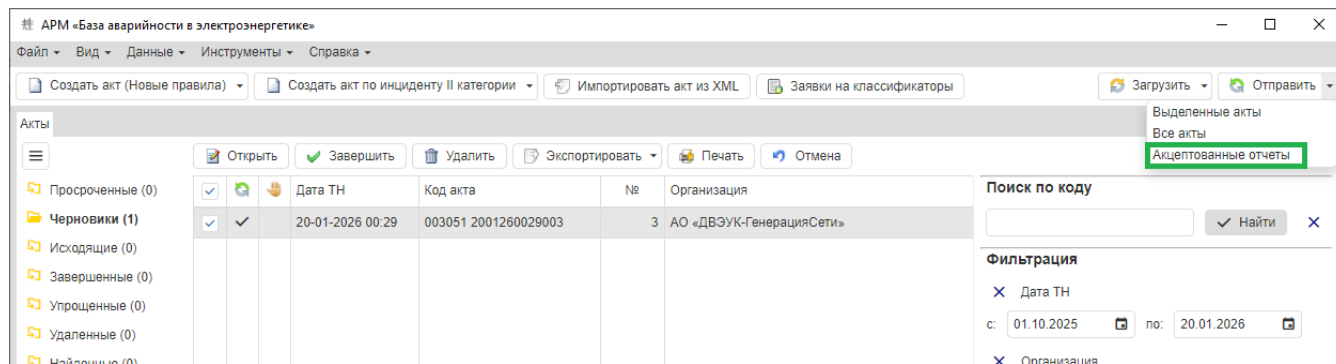 АРМ «База аварийности в электроэнергетике»
Файл Вид Данные Инструменты Справка
Создать акт (Новые правила) Создать акт по инциденту II категории Импортировать акт из XML Заявки на классификаторы Загрузить Отправить
Выделенные акты
Все акты
Акцептованные отчеты
Акты
Открыть Завершить Удалить Экспортировать Печать Отмена
Просроченные (0)
Черновики (1)
Исходящие (0)
Завершенные (0)
Упрощенные (0)
Удаленные (0)
Найденные (0)
Дата ТН Код акта № Организация
20-01-2026 00:29 003051 2001260029003 3 АО «ДВЭУК-ГенерацияСети»
Поиск по коду
Найти
Фильтрация
Дата ТН
с: 01.10.2025 по: 20.01.2026
Организация